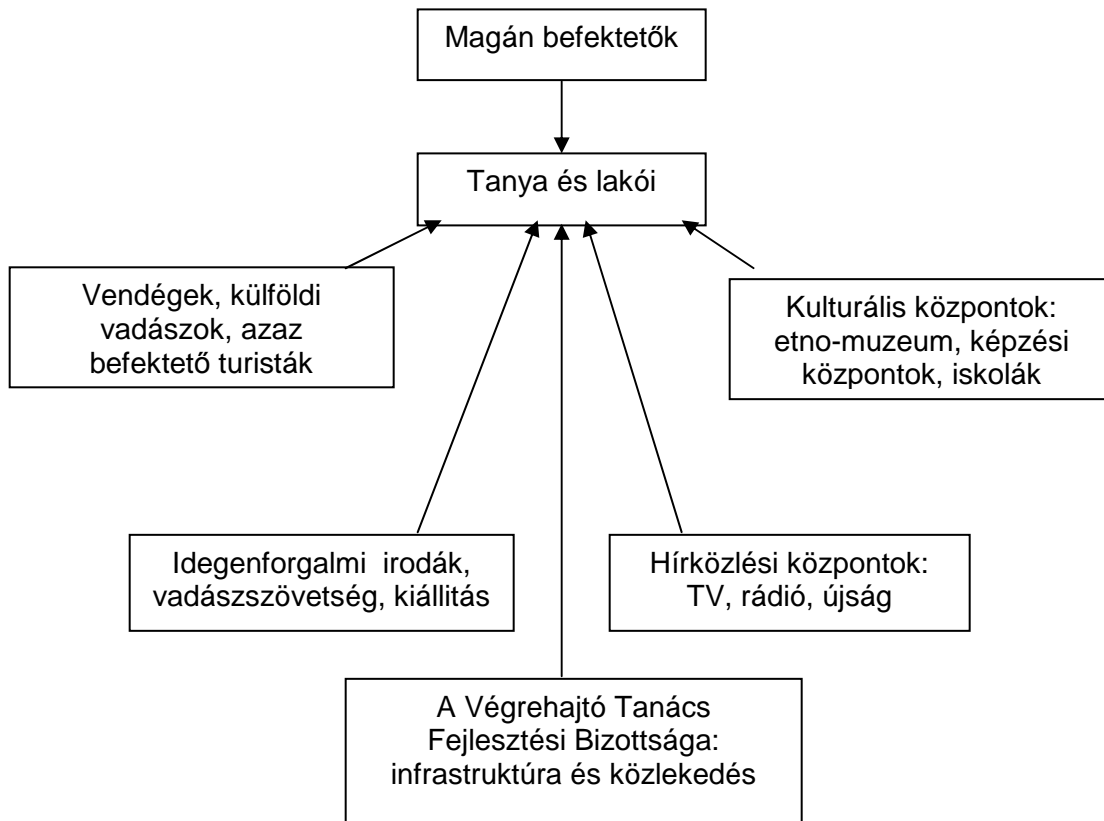 Magán befektetők
Tanya és lakói
Vendégek, külföldi
vadászok, azaz
befektető turisták
Kulturális központok:
etno-muzeum, képzési
központok, iskolák
Idegenforgalmi irodák,
vadászszövetség, kiállitás
Hírközlési központok:
TV, rádió, újság
A Végrehajtó Tanács
Fejlesztési Bizottsága:
infrastruktúra és közlekedés